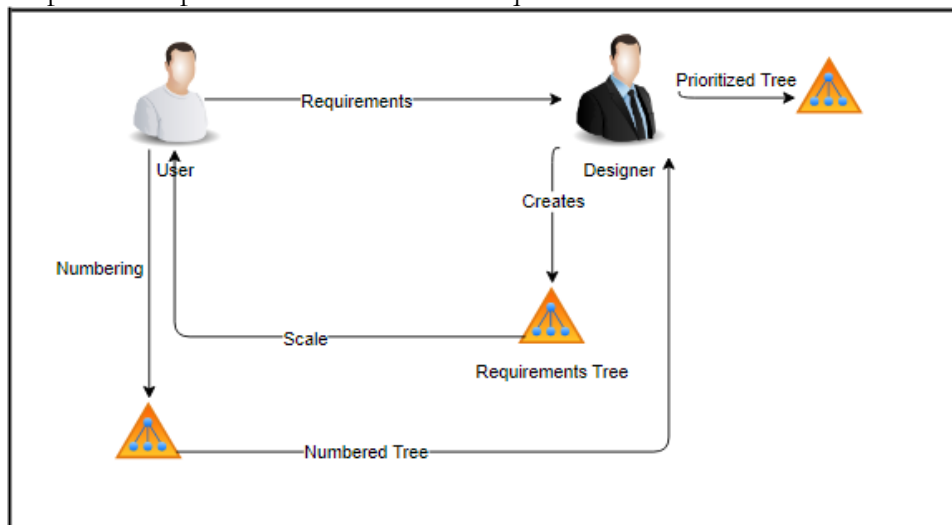 Prioritized Tree
Requirements
User
Designer
Creates
Numbering
Scale
Requirements Tree
Numbered Tree